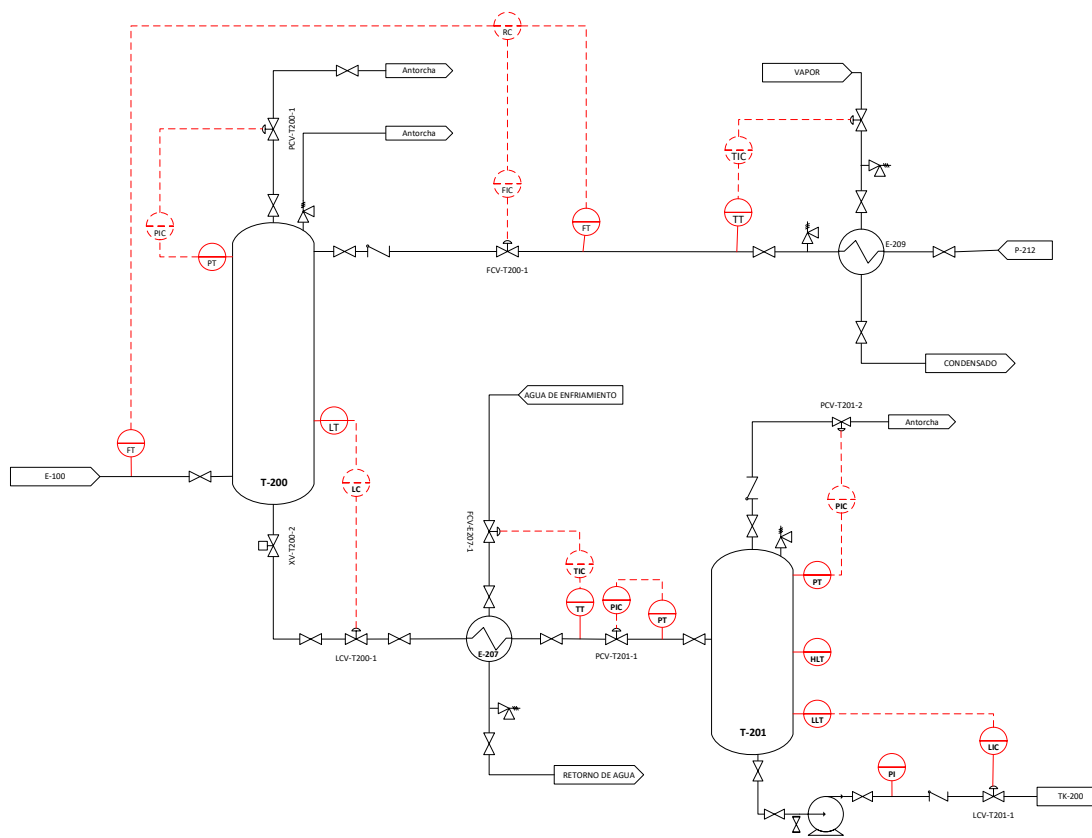 RC
Antorcha
VAPOR
PCV-T200-1
Antorcha
TIC
PIC
FIC
TT
FT
PT
E-209
P-212
FCV-T200-1
CONDENSADO
AGUA DE ENFRIAMIENTO
PCV-T201-2
Antorcha
LT
FT
E-100
T-200
LC
PIC
FCV-E207-1
XV-T200-2
TIC
PIC
PT
TT
PT
E-207
LCV-T200-1
PCV-T201-1
HLT
LLT
T-201
LIC
RETORNO DE AGUA
PI
TK-200
LCV-T201-1